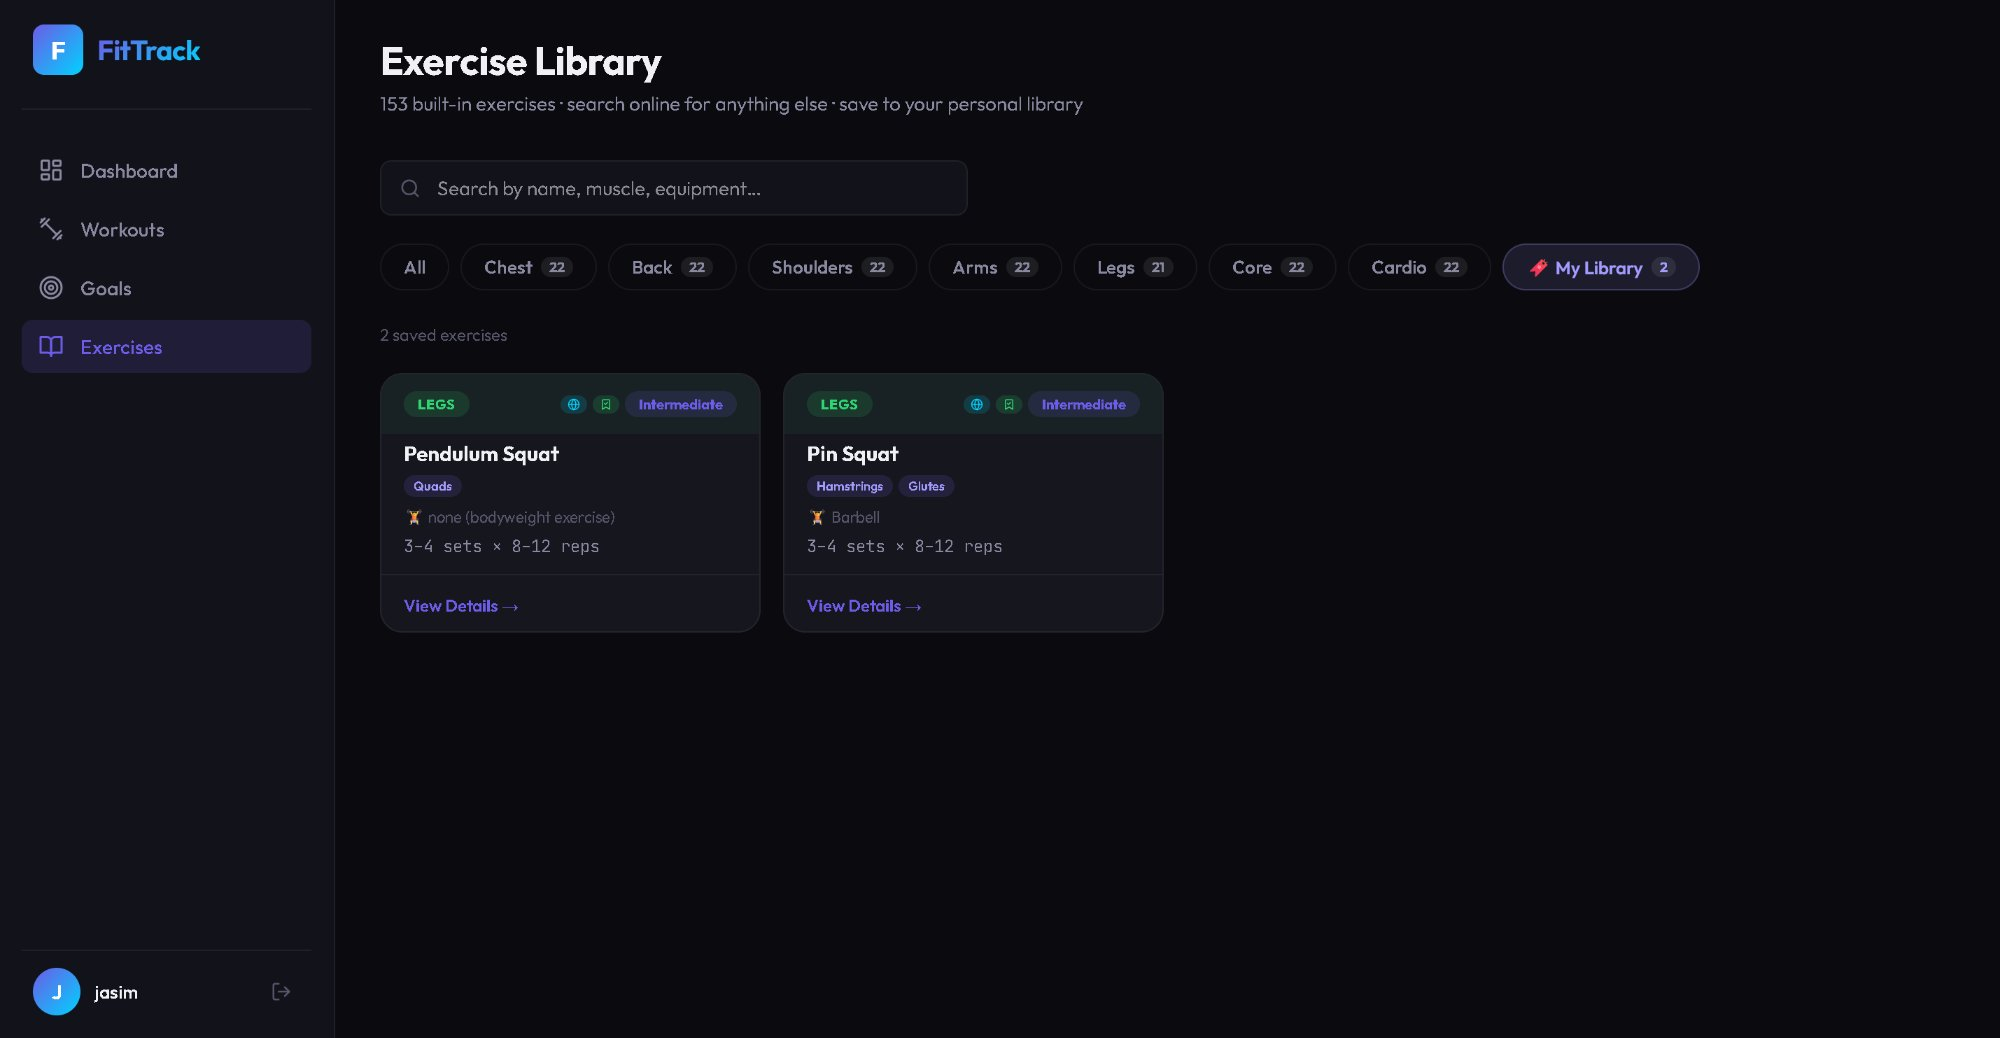 F FitTrack
Dashboard
Workouts
Goals
Exercises
J jasim
Exercise Library
153 built-in exercises · search online for anything else · save to your personal library
Search by name, muscle, equipment...
All Chest 22 Back 22 Shoulders 22 Arms 22 Legs 21 Core 22 Cardio 22 My Library 2
2 saved exercises
LEGS Intermediate
Pendulum Squat
Quads
none (bodyweight exercise)
3–4 sets × 8–12 reps
View Details →
LEGS Intermediate
Pin Squat
Hamstrings Glutes
Barbell
3–4 sets × 8–12 reps
View Details →